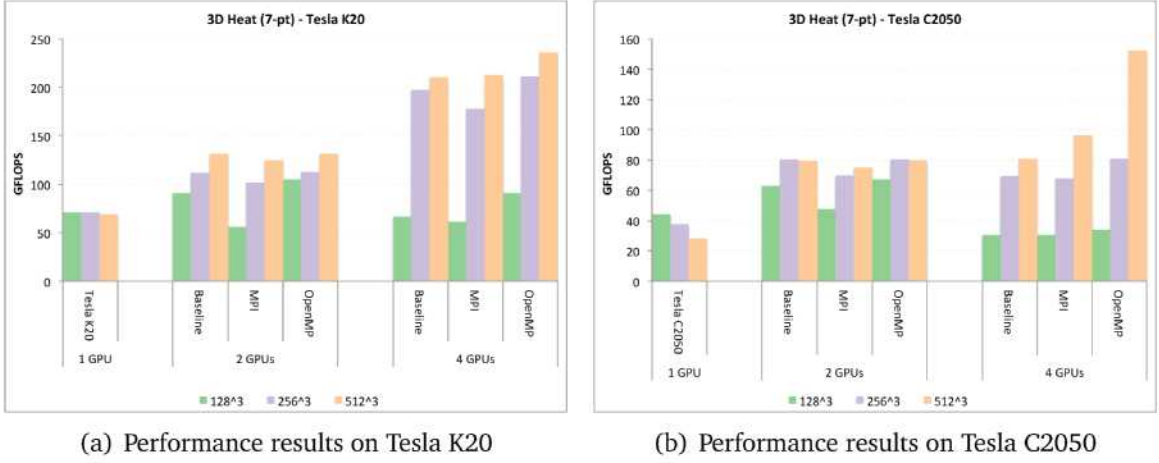 3D Heat (7-pt) - Tesla K20
250
200
150
100
50
0
GFLOPS
Tesla K20
Baseline
MPI
OpenMP
Baseline
MPI
OpenMP
1 GPU
2 GPUs
4 GPUs
128^3 256^3 512^3
(a) Performance results on Tesla K20
3D Heat (7-pt) - Tesla C2050
160
140
120
100
80
60
40
20
0
GFLOPS
Tesla C2050
Baseline
MPI
OpenMP
Baseline
MPI
OpenMP
1 GPU
2 GPUs
4 GPUs
128^3 256^3 512^3
(b) Performance results on Tesla C2050